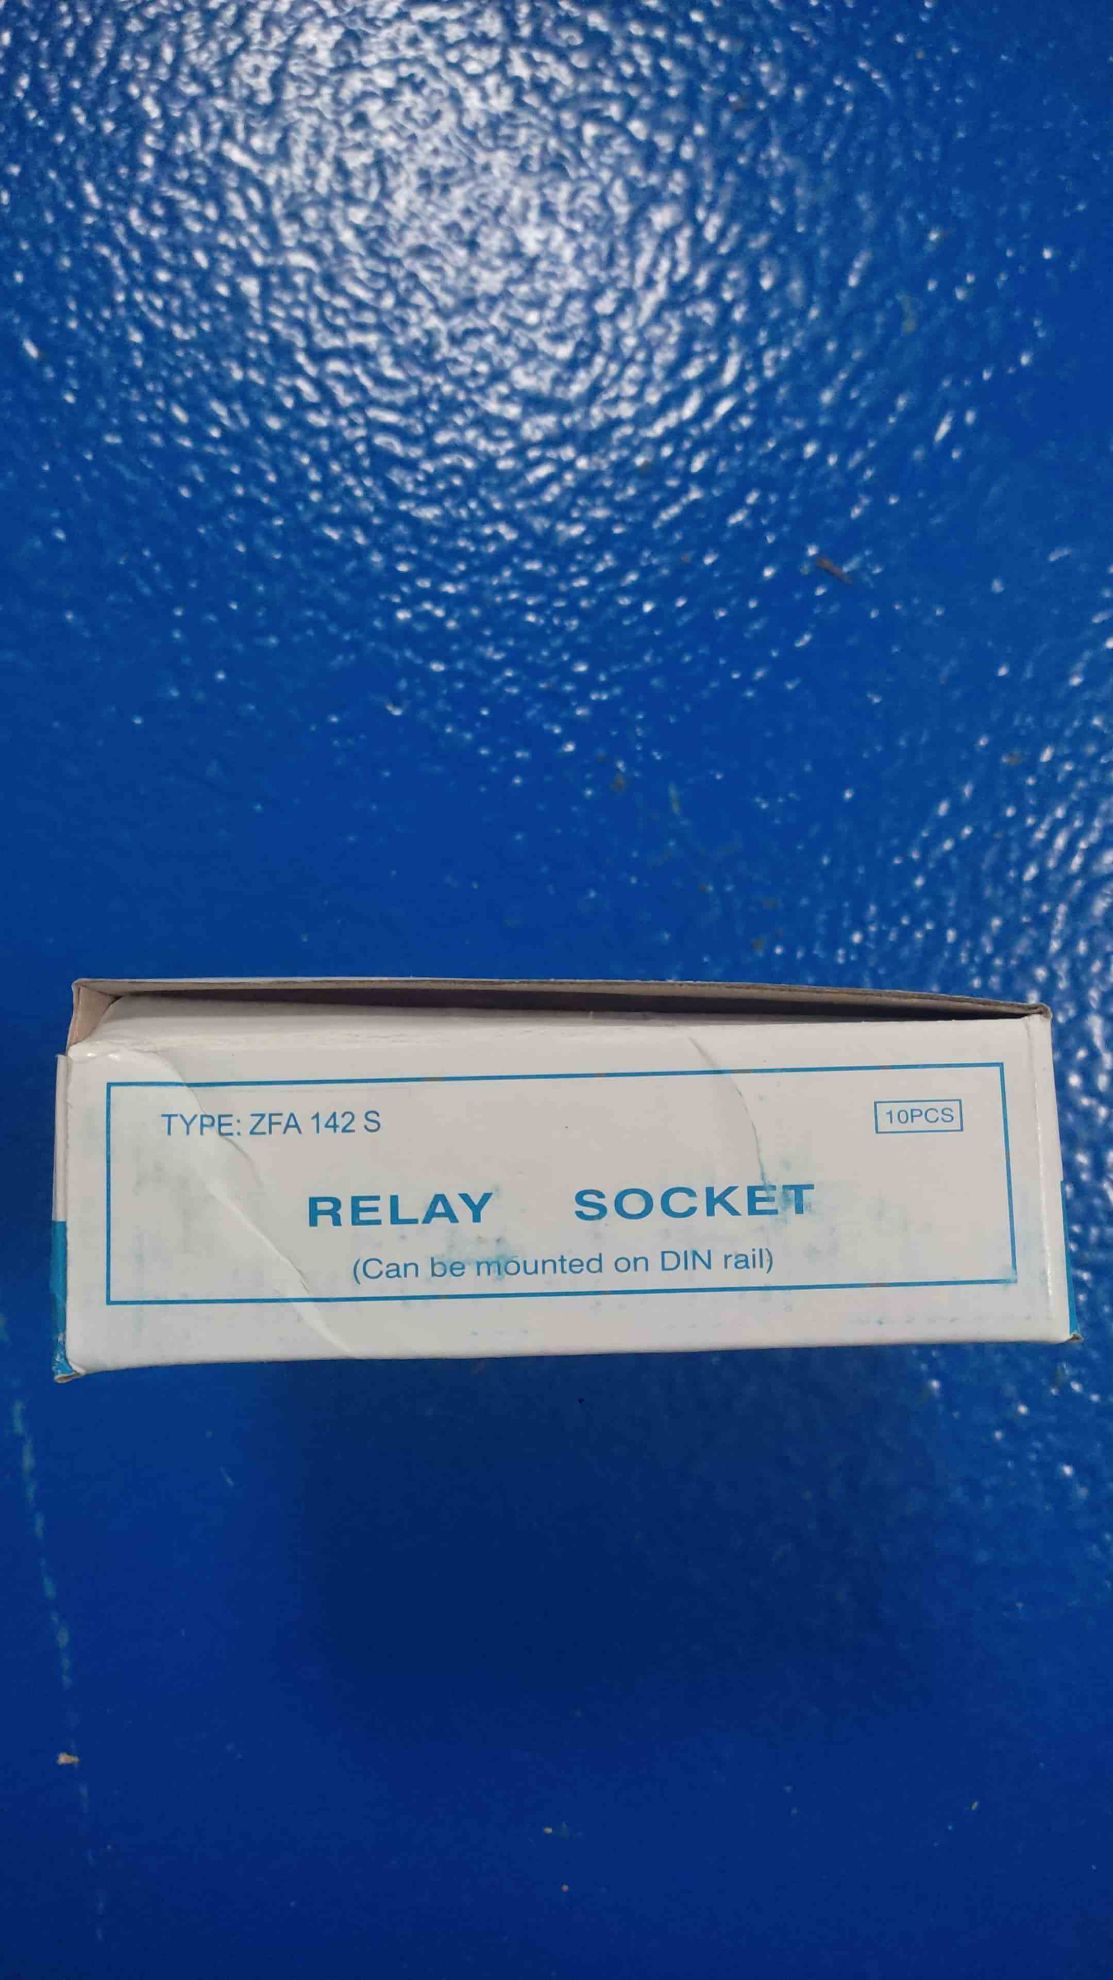 TYPE: ZFA 142 S
10PCS
RELAY SOCKET
(Can be mounted on DIN rail)